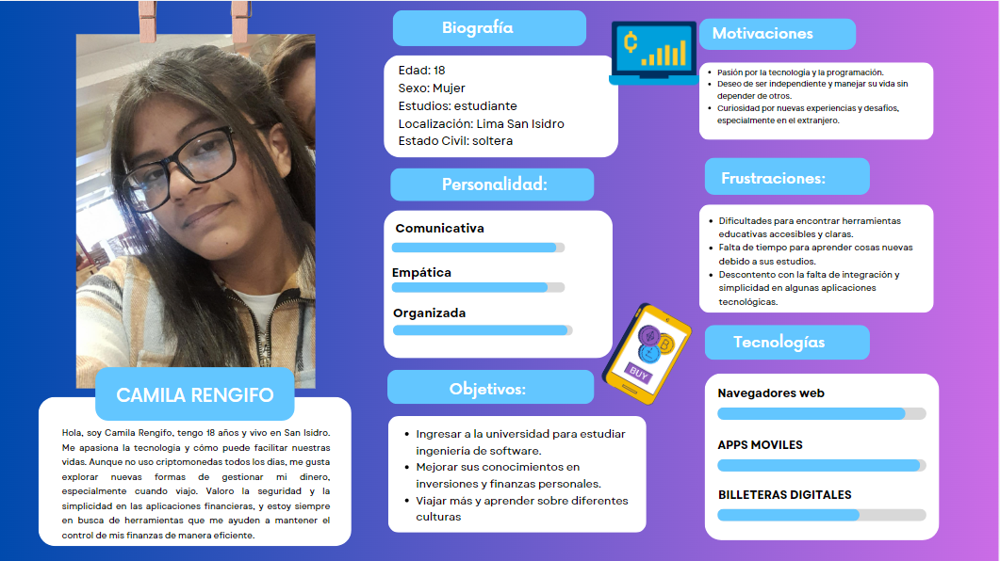 CAMILA RENGIFO
Hola, soy Camila Rengifo, tengo 18 años y vivo en San Isidro.
Me apasiona la tecnología y cómo puede facilitar nuestras
vidas. Aunque no uso criptomonedas todos los días, me gusta
explorar nuevas formas de gestionar mi dinero,
especialmente cuando viajo. Valoro la seguridad y la
simplicidad en las aplicaciones financieras, y estoy siempre
en busca de herramientas que me ayuden a mantener el
control de mis finanzas de manera eficiente.
Biografía
Edad: 18
Sexo: Mujer
Estudios: estudiante
Localización: Lima San Isidro
Estado Civil: soltera
Personalidad:
Comunicativa
Empática
Organizada
Objetivos:
Ingresar a la universidad para estudiar
ingeniería de software.
Mejorar sus conocimientos en
inversiones y finanzas personales.
Viajar más y aprender sobre diferentes
culturas
BUY
Motivaciones
Pasión por la tecnología y la programación.
Deseo de ser independiente y manejar su vida sin
depender de otros.
Curiosidad por nuevas experiencias y desafíos,
especialmente en el extranjero.
Frustraciones:
Dificultades para encontrar herramientas
educativas accesibles y claras.
Falta de tiempo para aprender cosas nuevas
debido a sus estudios.
Descontento con la falta de integración y
simplicidad en algunas aplicaciones
tecnológicas.
Tecnologías
Navegadores web
APPS MOVILES
BILLETERAS DIGITALES